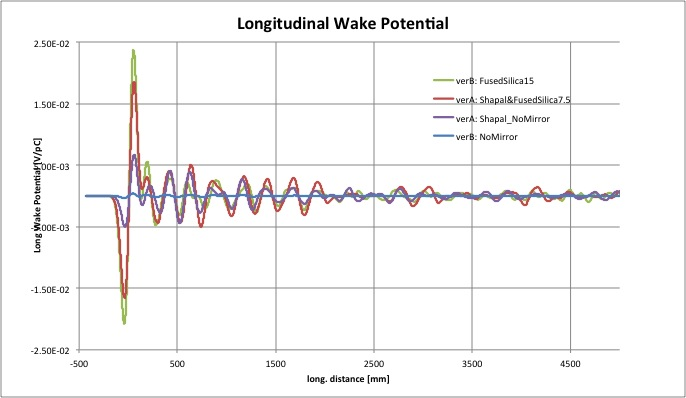 Longitudinal Wake Potential
2.50E-02
1.50E-02
5.00E-03
-5.00E-03
-1.50E-02
-2.50E-02
Long Wake Potential[V/pC]
verB: FusedSilica15
verA: Shapal&FusedSilica7.5
verA: Shapal_NoMirror
verB: NoMirror
-500
500
1500
2500
3500
4500
long. distance [mm]